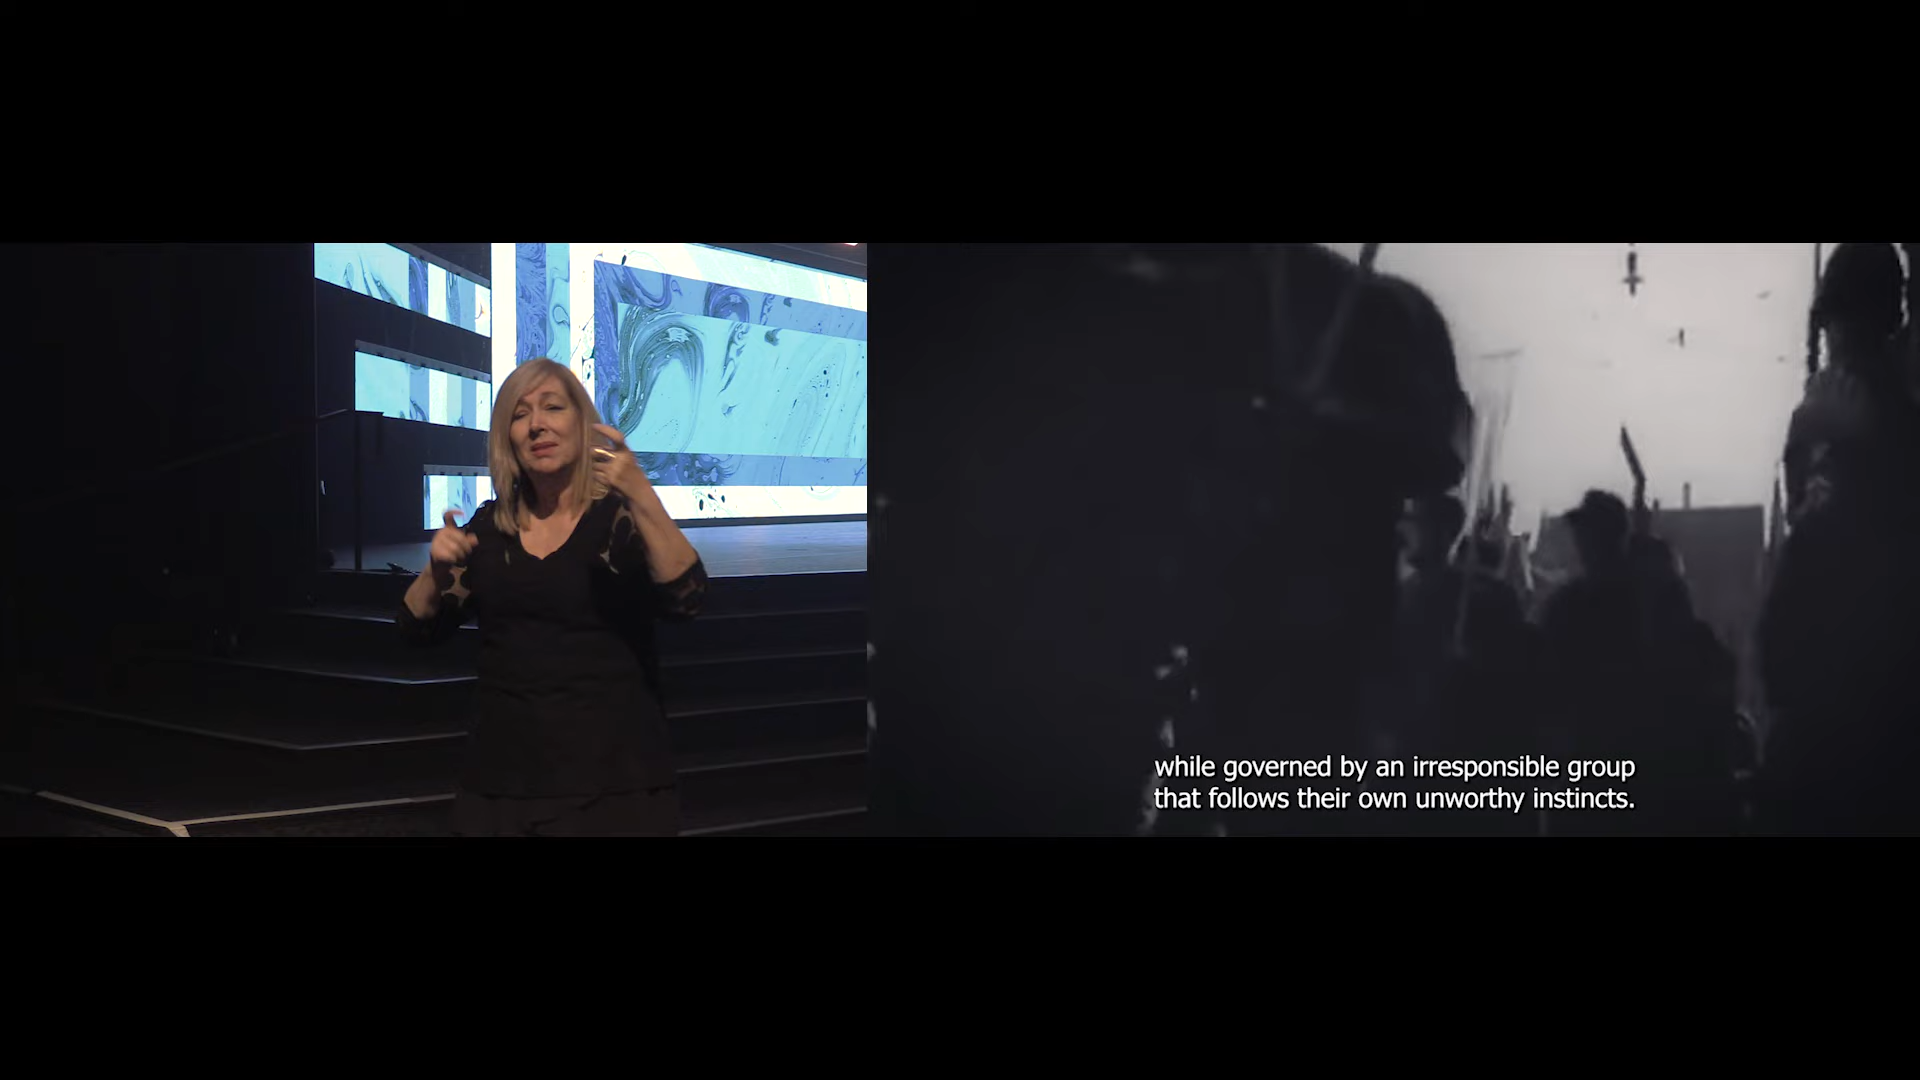 while governed by an irresponsible group
that follows their own unworthy instincts.